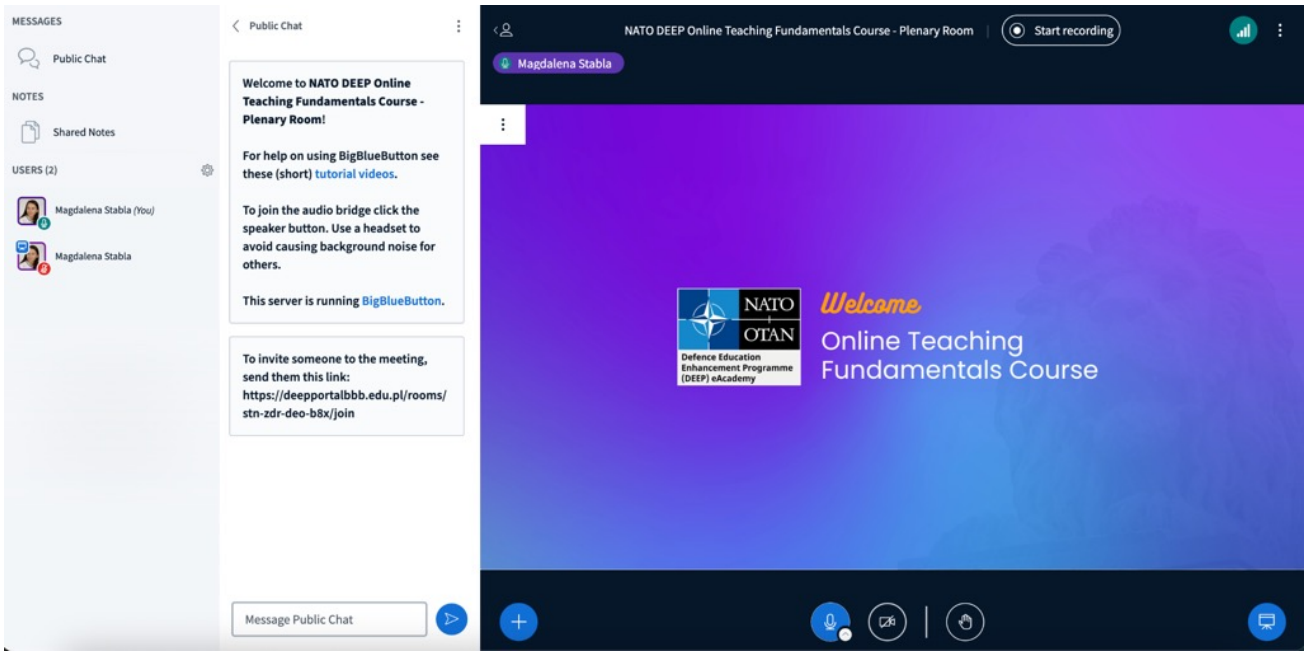 MESSAGES
Public Chat
NOTES
Shared Notes
USERS (2)
Magdalena Stabla (You)
Magdalena Stabla
Public Chat
Welcome to NATO DEEP Online
Teaching Fundamentals Course -
Plenary Room!
For help on using BigBlueButton see
these (short) tutorial videos.
To join the audio bridge click the
speaker button. Use a headset to
avoid causing background noise for
others.
This server is running BigBlueButton.
To invite someone to the meeting,
send them this link:
https://deepportalbbb.edu.pl/rooms/
stn-zdr-deo-b8x/join
Message Public Chat
NATO DEEP Online Teaching Fundamentals Course - Plenary Room
Start recording
Magdalena Stabla
NATO
OTAN
Defence Education
Enhancement Programme
(DEEP) eAcademy
Welcome
Online Teaching
Fundamentals Course